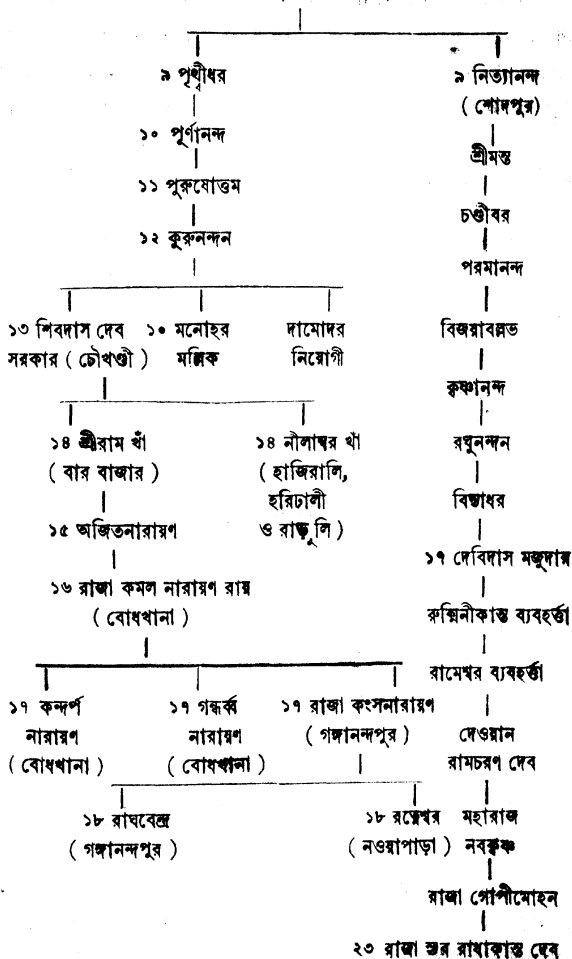 ৯ পৃথ্বীধর
৯ নিত্যানন্দ
( শোদপুর )
১০ পূর্ণানন্দ
শ্রীমন্ত
১১ পুরুষোত্তম
চণ্ডীবর
১২ কুরুনন্দন
পরমানন্দ
১৩ শিবদাস দেব ১০ মনোহর দামোদর বিজয়াবল্লভ
সরকার ( চৌখণ্ডী ) মল্লিক নিয়োগী
কৃষ্ণানন্দ
১৪ শ্রীরাম খাঁ ১৪ নীলাম্বর খাঁ রঘুনন্দন
( বার বাজার ) ( হাজিরালি,
হরিঢালী বিদ্যাধর
১৫ অজিতনারায়ণ ও রাড়ুলি )
১৭ দেবিদাস মজুদার
১৬ রাজা কমল নারায়ণ রায়
( বোধখানা ) রুক্মিনীকান্ত ব্যবহর্ত্তা
রামেশ্বর ব্যবহর্ত্তা
১৭ কন্দর্প ১৭ গন্ধর্ব্ব ১৭ রাজা কংসনারায়ণ
নারায়ণ নারায়ণ ( গঙ্গানন্দপুর ) দেওয়ান
( বোধখানা ) ( বোধখানা ) রামচরণ দেব
১৮ রাঘবেন্দ্র ১৮ রত্নেশ্বর মহারাজ
( গঙ্গানন্দপুর ) ( নওয়াপাড়া ) নবকৃষ্ণ
রাজা গোপীমোহন
২৩ রাজা স্যর রাধাকান্ত দেব